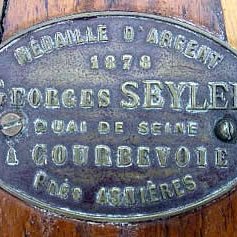 MÉDAILLE D'ARGENT
1878
GEORGES SEYLER
QUAI DE SEINE
A COURBEVOIE
PRÈS ASNIÈRES